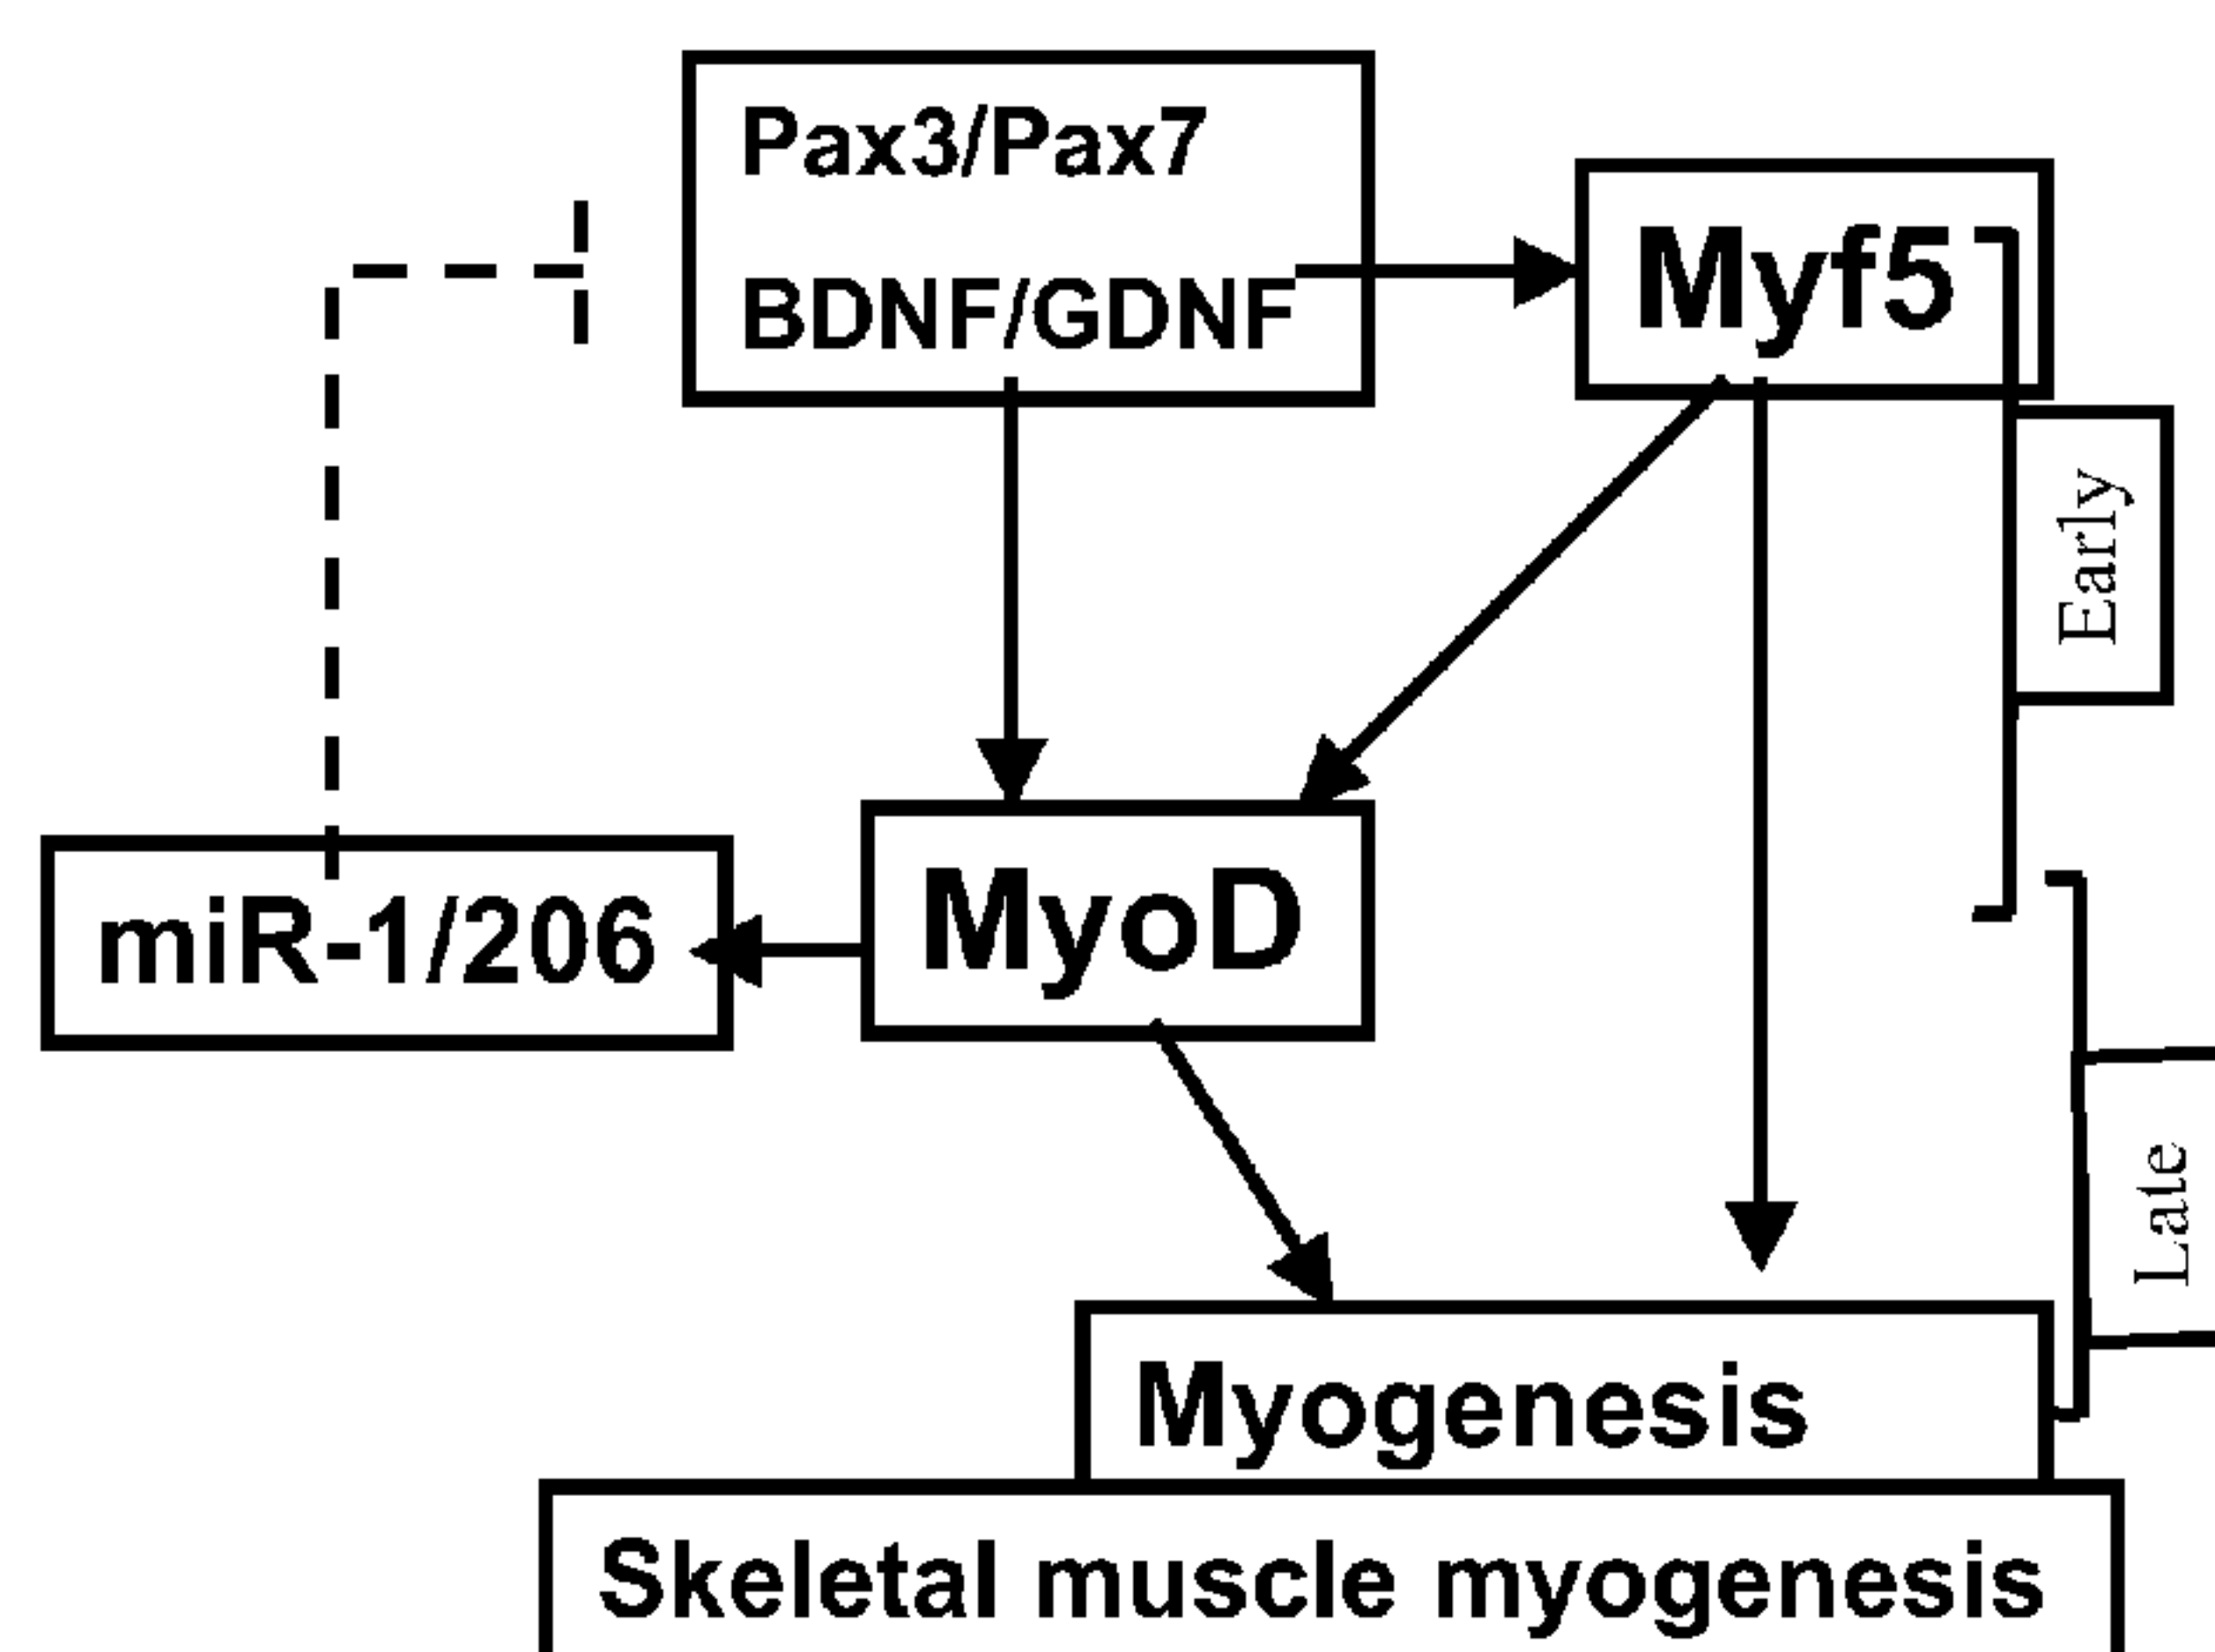 Pax3/Pax7
BDNF/GDNF
Myf5
Early
miR-1/206
MyoD
Late
Myogenesis
Skeletal muscle myogenesis